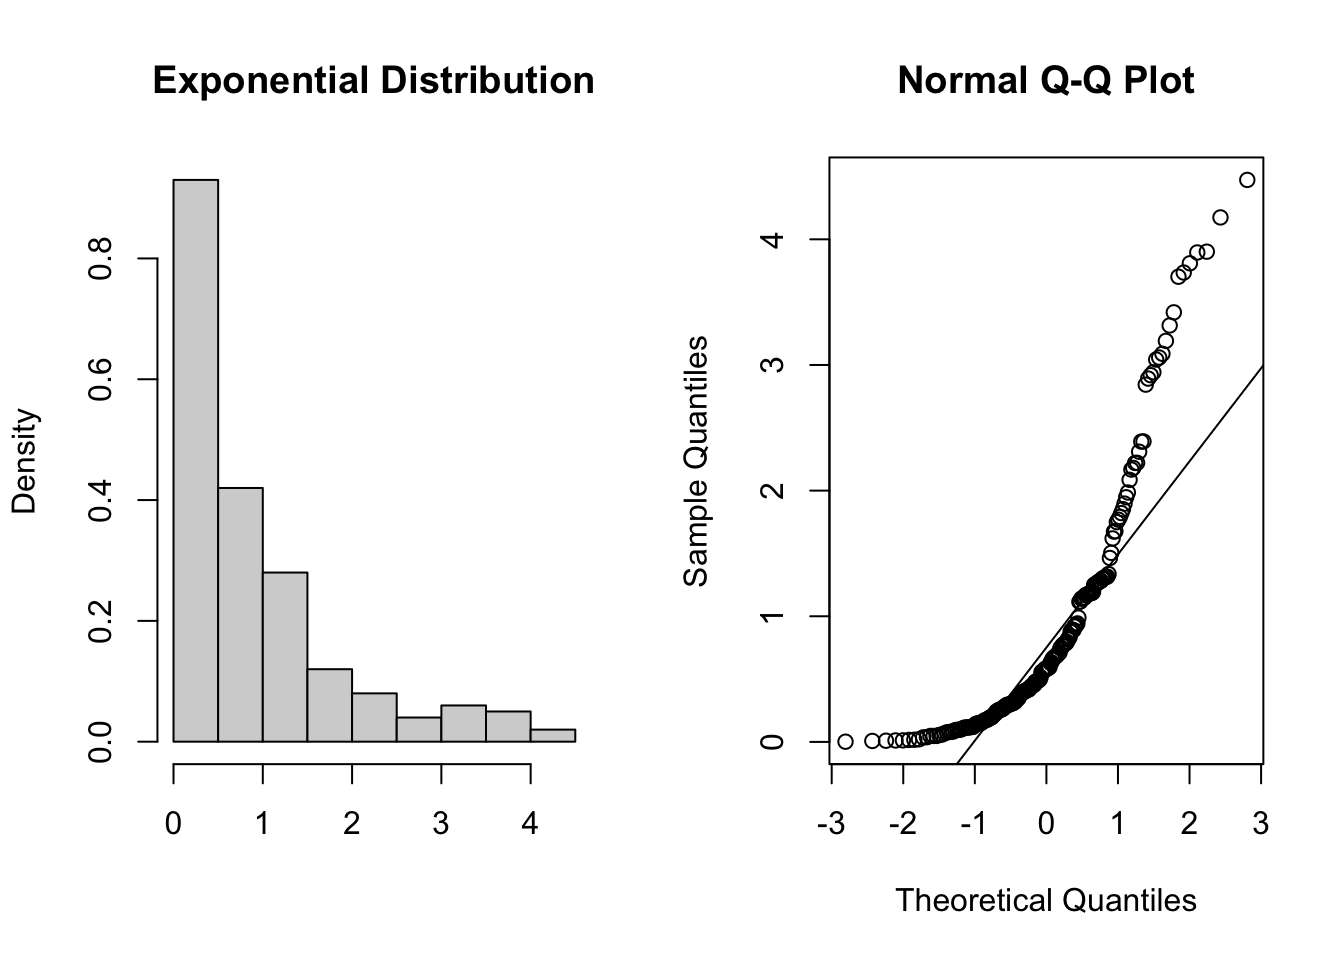 Exponential Distribution
Density
0.0 0.2 0.4 0.6 0.8
0 1 2 3 4
Normal Q-Q Plot
Sample Quantiles
0 1 2 3 4
-3 -2 -1 0 1 2 3
Theoretical Quantiles